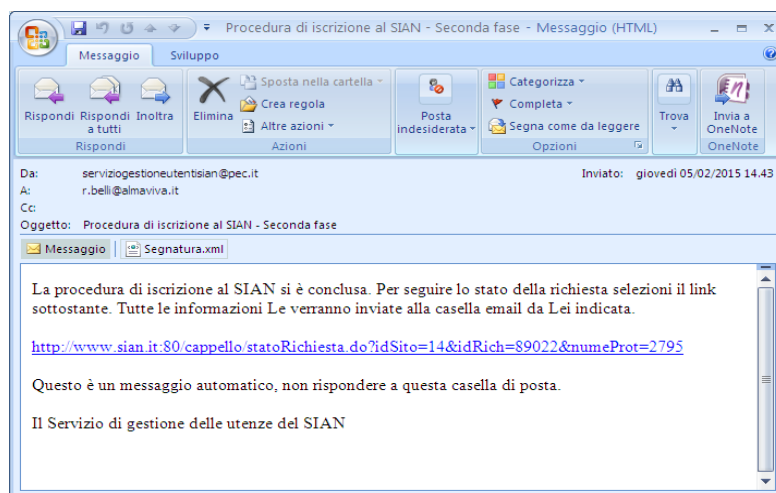 Procedura di iscrizione al SIAN - Seconda fase - Messaggio (HTML)
Messaggio Sviluppo
Rispondi Rispondi a tutti Inoltra
Rispondi
Elimina
Sposta nella cartella
Crea regola
Altre azioni
Azioni
Posta indesiderata
Categorizza
Completa
Segna come da leggere
Opzioni
Trova
Invia a OneNote
OneNote
Da: serviziogestioneutentisian@pec.it Inviato: giovedì 05/02/2015 14.43
A: r.belli@almaviva.it
Cc:
Oggetto: Procedura di iscrizione al SIAN - Seconda fase
Messaggio Segnatura.xml
La procedura di iscrizione al SIAN si è conclusa. Per seguire lo stato della richiesta selezioni il link
sottostante. Tutte le informazioni Le verranno inviate alla casella email da Lei indicata.
http://www.sian.it:80/cappello/statoRichiesta.do?idSito=14&idRich=89022&numeProt=2795
Questo è un messaggio automatico, non rispondere a questa casella di posta.
Il Servizio di gestione delle utenze del SIAN